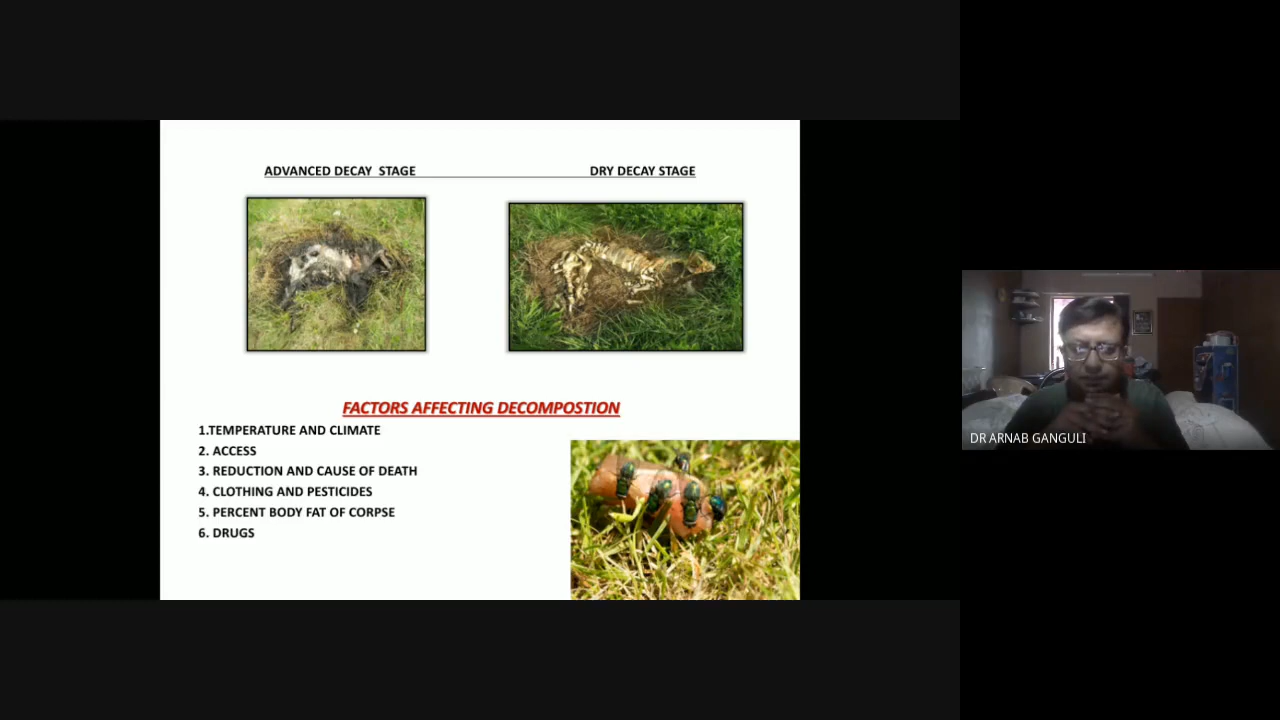 ADVANCED DECAY STAGE DRY DECAY STAGE
FACTORS AFFECTING DECOMPOSTION
1.TEMPERATURE AND CLIMATE
2. ACCESS
3. REDUCTION AND CAUSE OF DEATH
4. CLOTHING AND PESTICIDES
5. PERCENT BODY FAT OF CORPSE
6. DRUGS
DR ARNAB GANGULI